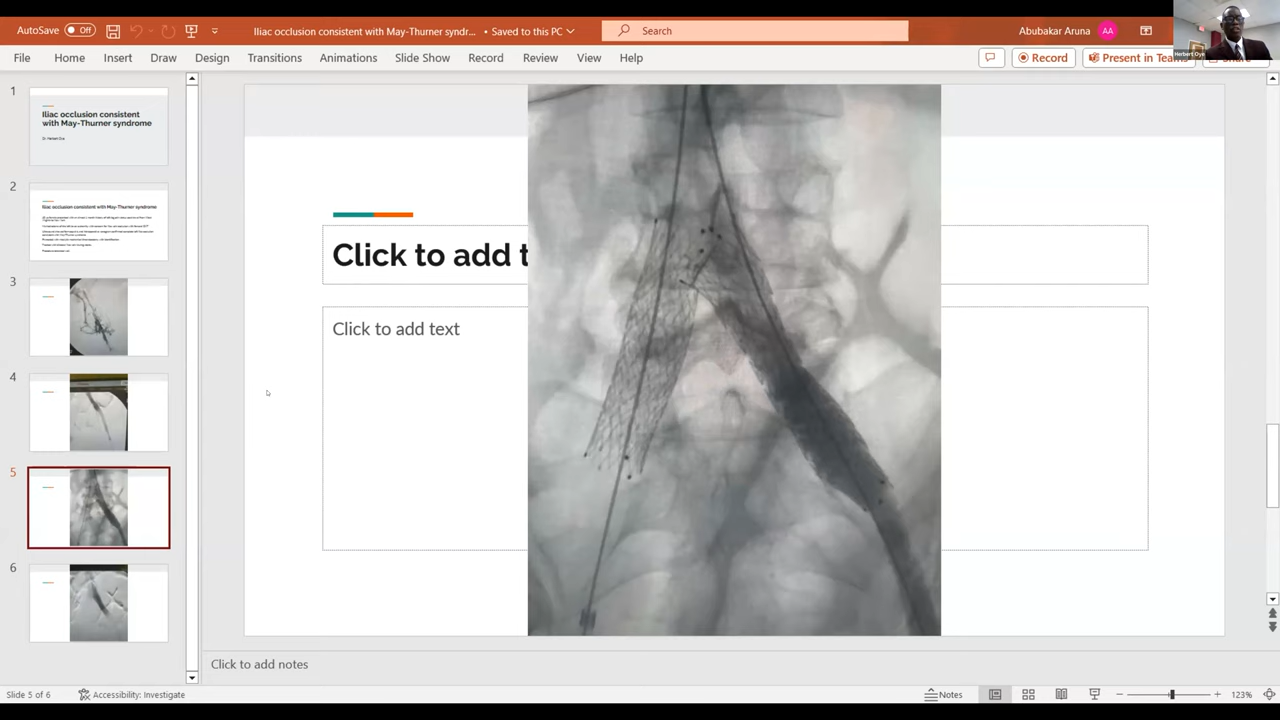 AutoSave Off
Iliac occlusion consistent with May-Thurner syndr... • Saved to this PC
Search
Abubakar Aruna AA
Herbert Oye
File Home Insert Draw Design Transitions Animations Slide Show Record Review View Help
Record Present in Teams Share
1
Iliac occlusion consistent
with May-Thurner syndrome
2
Iliac occlusion consistent with May-Thurner syndrome
3
4
5
6
Click to add t
Click to add text
Click to add notes
Slide 5 of 6 Accessibility: Investigate Notes 123%